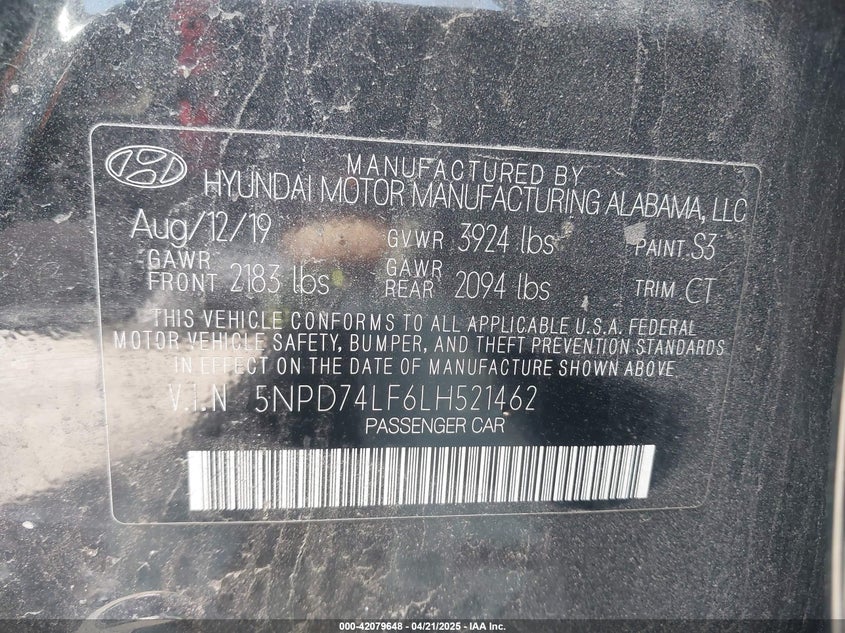 MANUFACTURED BY
HYUNDAI MOTOR MANUFACTURING ALABAMA, LLC
Aug/12/19 GVWR 3924 lbs PAINT S3
GAWR FRONT 2183 lbs GAWR REAR 2094 lbs TRIM CT
THIS VEHICLE CONFORMS TO ALL APPLICABLE U.S.A. FEDERAL
MOTOR VEHICLE SAFETY, BUMPER, AND THEFT PREVENTION STANDARDS
IN EFFECT ON THE DATE OF MANUFACTURE SHOWN ABOVE.
V.I.N 5NPD74LF6LH521462
PASSENGER CAR
000-42079648 - 04/21/2025 - IAA Inc.